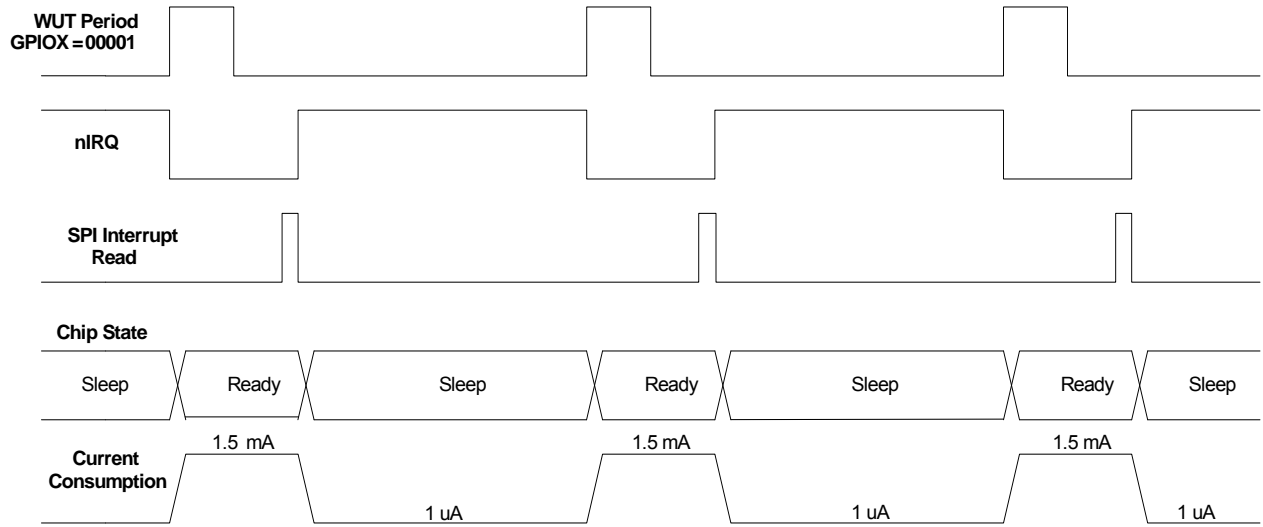 WUT Period
GPIOX = 00001
nIRQ
SPI Interrupt
Read
Chip State
Sleep Ready Sleep Ready Sleep Ready Sleep
1.5 mA 1.5 mA 1.5 mA
Current
Consumption
1 uA 1 uA 1 uA